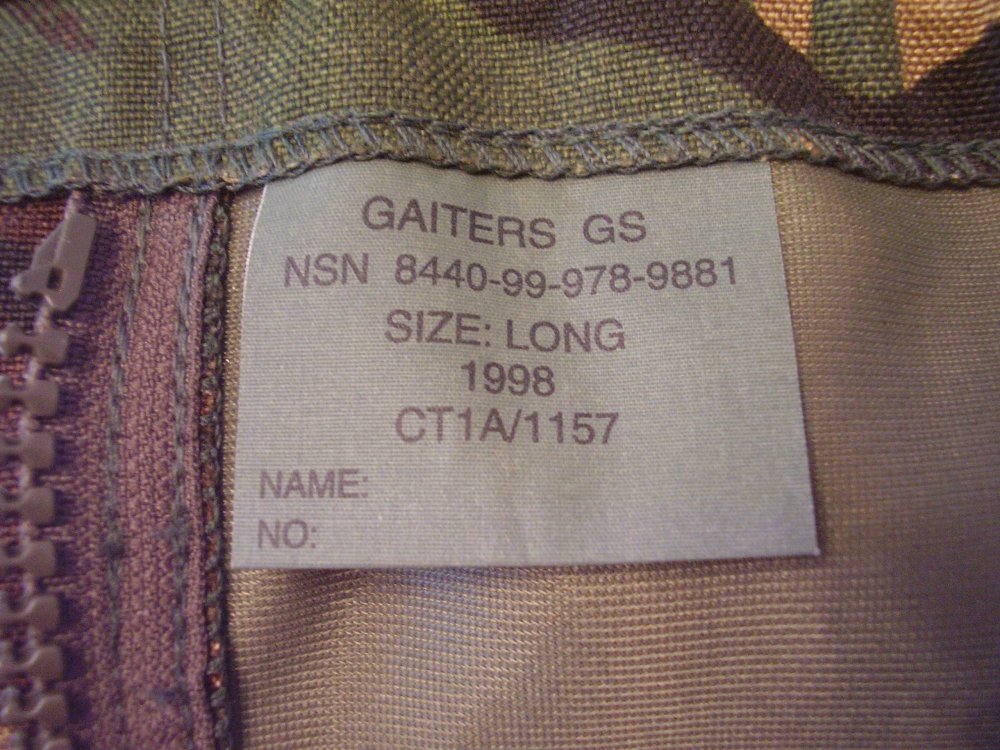 GAITERS GS
NSN 8440-99-978-9881
SIZE: LONG
1998
CT1A/1157
NAME:
NO: